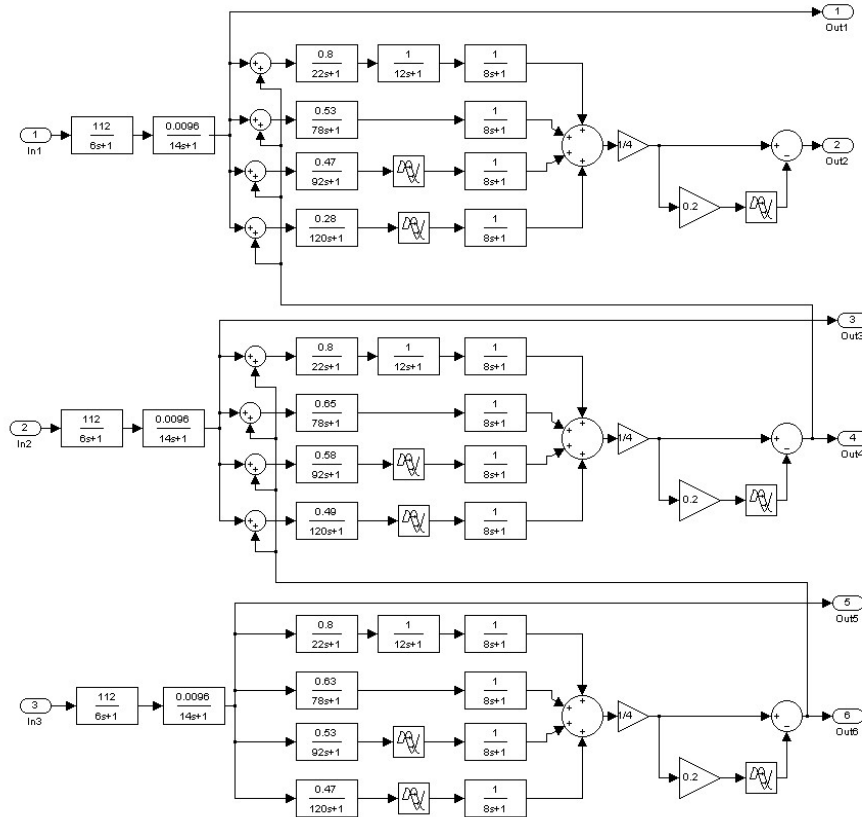 1
Out1
0.8
22s+1
1
12s+1
1
8s+1
+
+
1
In1
112
6s+1
0.0096
14s+1
+
+
0.53
78s+1
1
8s+1
+
+
+
+
1/4
+
−
2
Out2
+
+
0.47
92s+1
1
8s+1
0.2
+
+
0.28
120s+1
1
8s+1
3
Out3
+
+
0.8
22s+1
1
12s+1
1
8s+1
2
In2
112
6s+1
0.0096
14s+1
+
+
0.65
78s+1
1
8s+1
+
+
+
+
1/4
+
−
4
Out4
+
+
0.58
92s+1
1
8s+1
0.2
+
+
0.49
120s+1
1
8s+1
5
Out5
0.8
22s+1
1
12s+1
1
8s+1
3
In3
112
6s+1
0.0096
14s+1
0.63
78s+1
1
8s+1
+
+
+
+
1/4
+
−
6
Out6
0.53
92s+1
1
8s+1
0.2
0.47
120s+1
1
8s+1